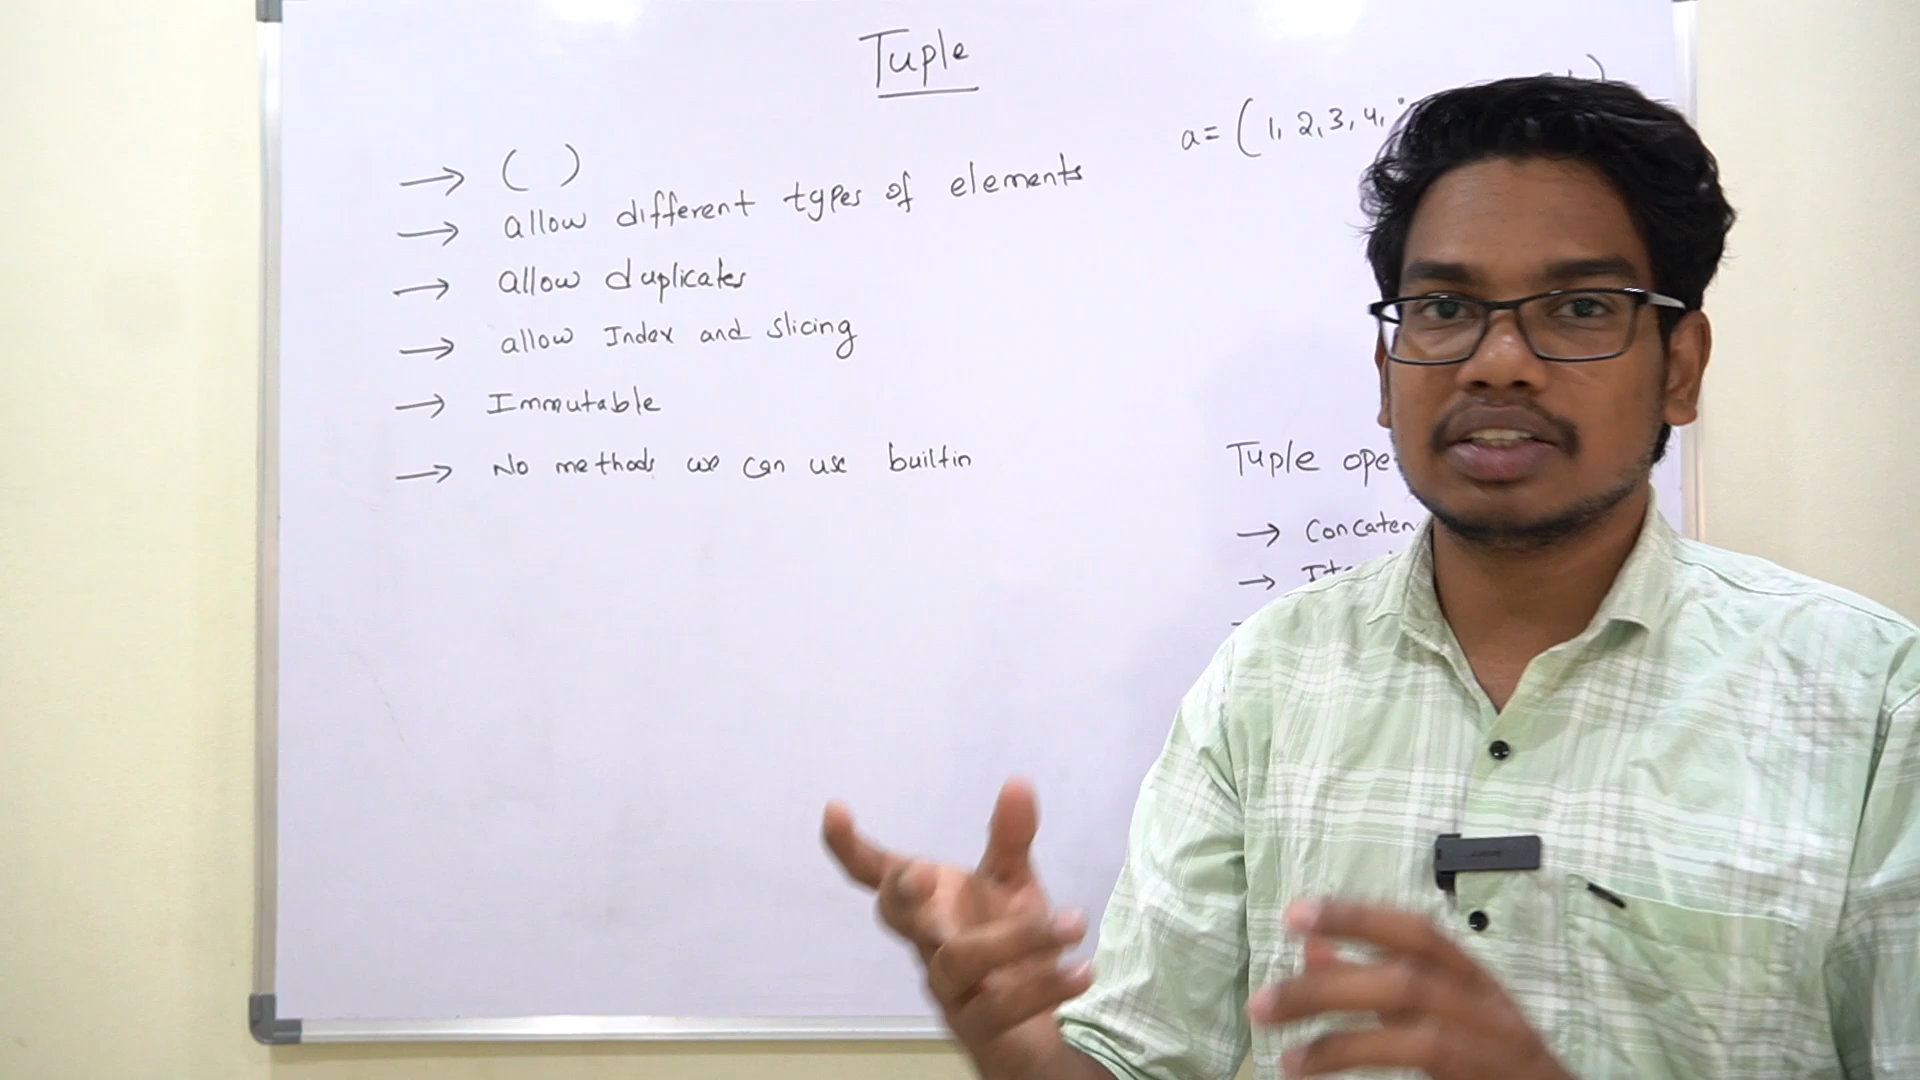 Tuple
a= ( 1, 2, 3, 4,
→ ( )
→ allow different types of elements
→ allow duplicates
→ allow Index and slicing
→ Immutable
→ No methods we can use builtin
Tuple ope
→ Concaten
→ Ite